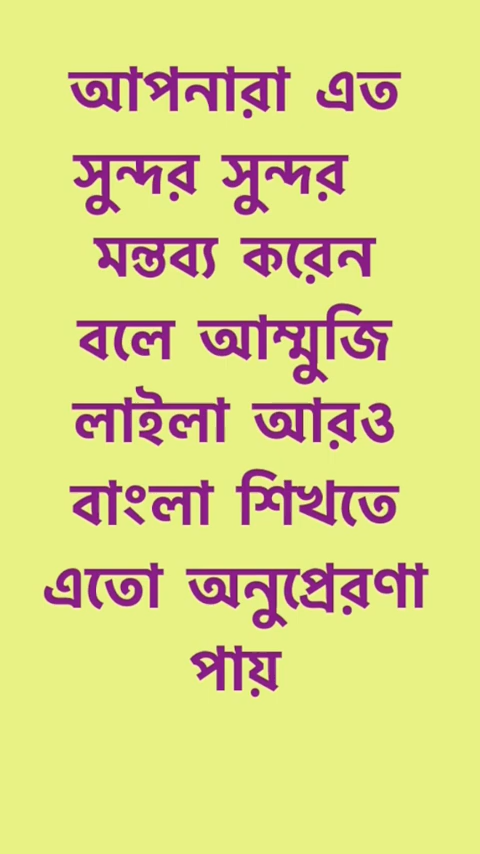 আপনারা এত
সুন্দর সুন্দর
মন্তব্য করেন
বলে আম্মুজি
লাইলা আরও
বাংলা শিখতে
এতো অনুপ্রেরণা
পায়